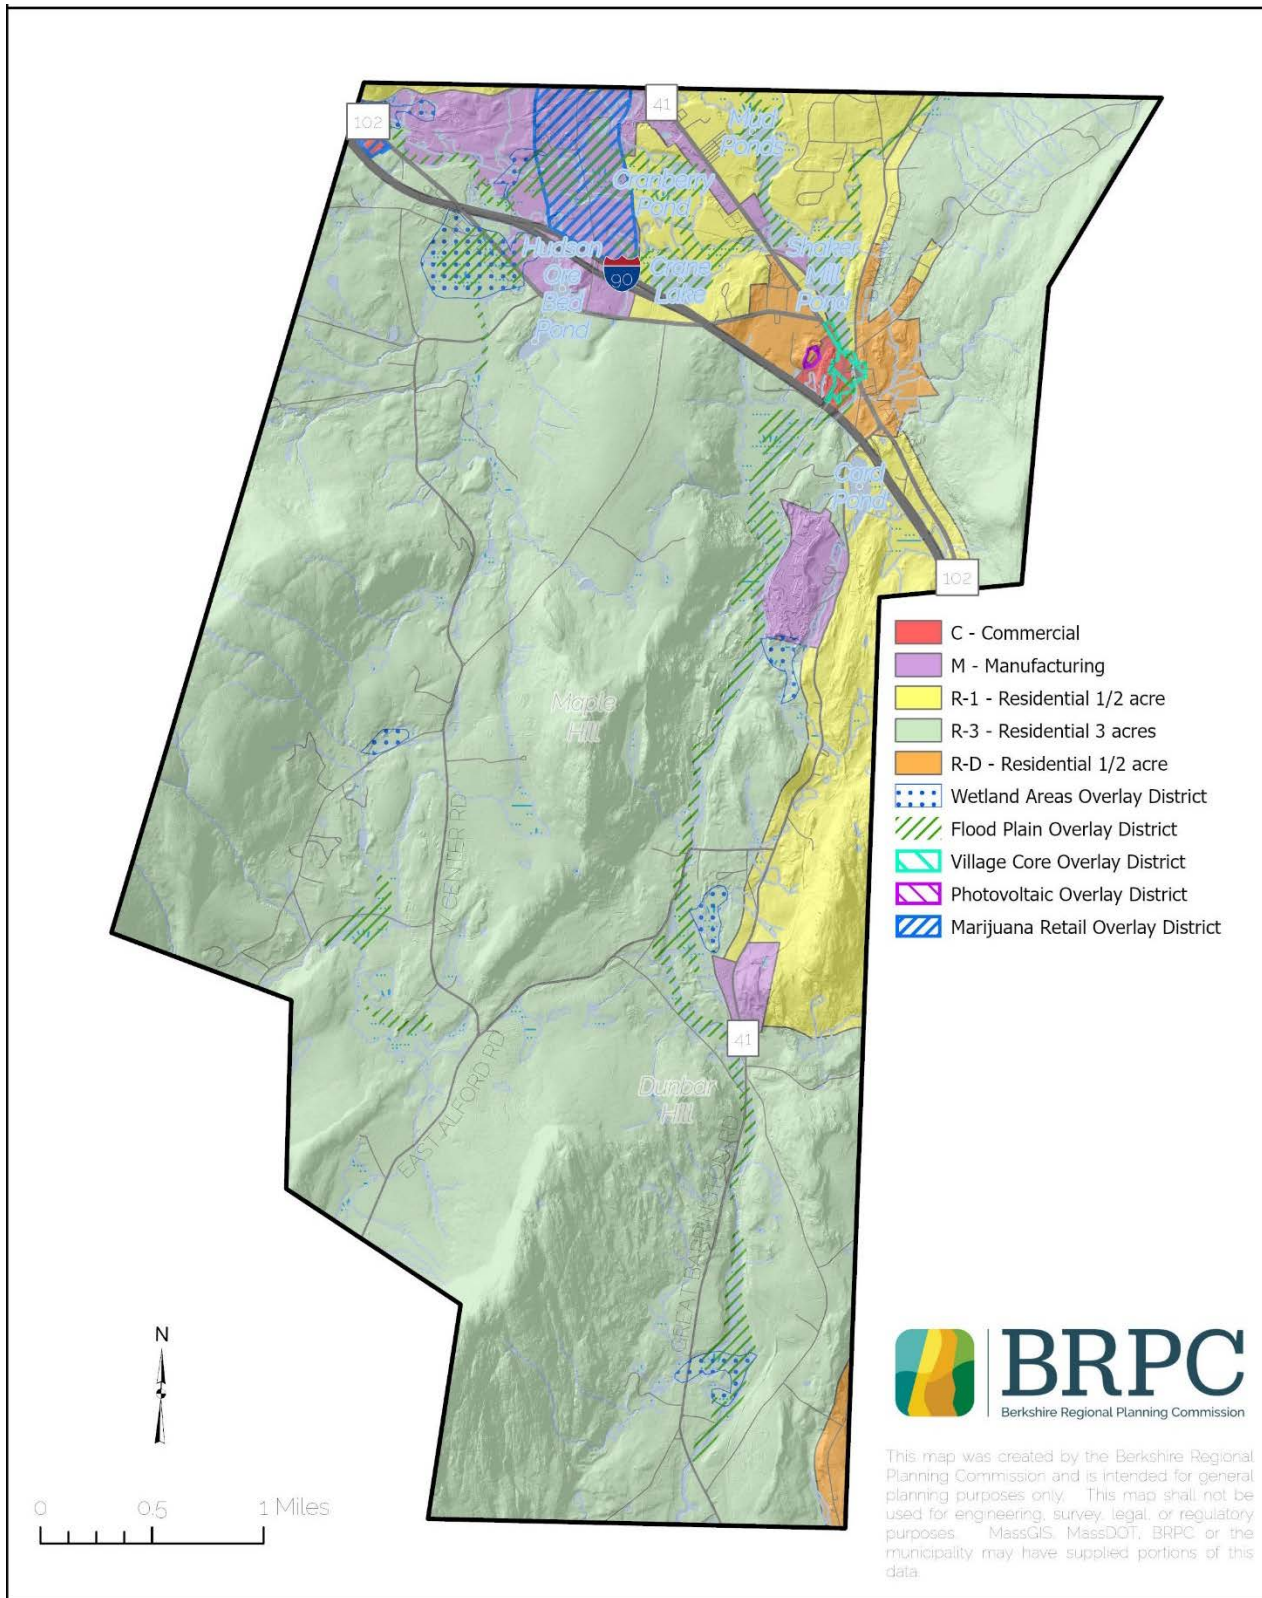 41
102
Mud
Ponds
Cranberry
Pond
Hudson
Ore
Bed
Pond
90
Crane
Lake
Shaker
Mill
Pond
Card
Pond
102
C - Commercial
M - Manufacturing
R-1 - Residential 1/2 acre
R-3 - Residential 3 acres
R-D - Residential 1/2 acre
Wetland Areas Overlay District
Flood Plain Overlay District
Village Core Overlay District
Photovoltaic Overlay District
Marijuana Retail Overlay District
Maple
Hill
W CENTER RD
41
EAST ALFORD RD
Dunbar
Hill
N
0 0.5 1 Miles
BRPC
Berkshire Regional Planning Commission
This map was created by the Berkshire Regional
Planning Commission and is intended for general
planning purposes only. This map shall not be
used for engineering, survey, legal, or regulatory
purposes. MassGIS, MassDOT, BRPC or the
municipality may have supplied portions of this
data.